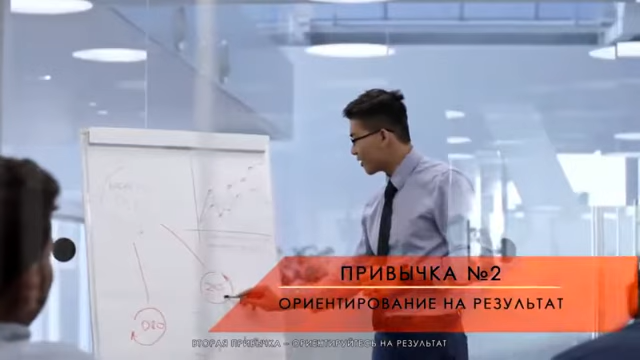 ПРИВЫЧКА №2
ОРИЕНТИРОВАНИЕ НА РЕЗУЛЬТАТ
ВТОРАЯ ПРИВЫЧКА – ОРИЕНТИРУЙТЕСЬ НА РЕЗУЛЬТАТ